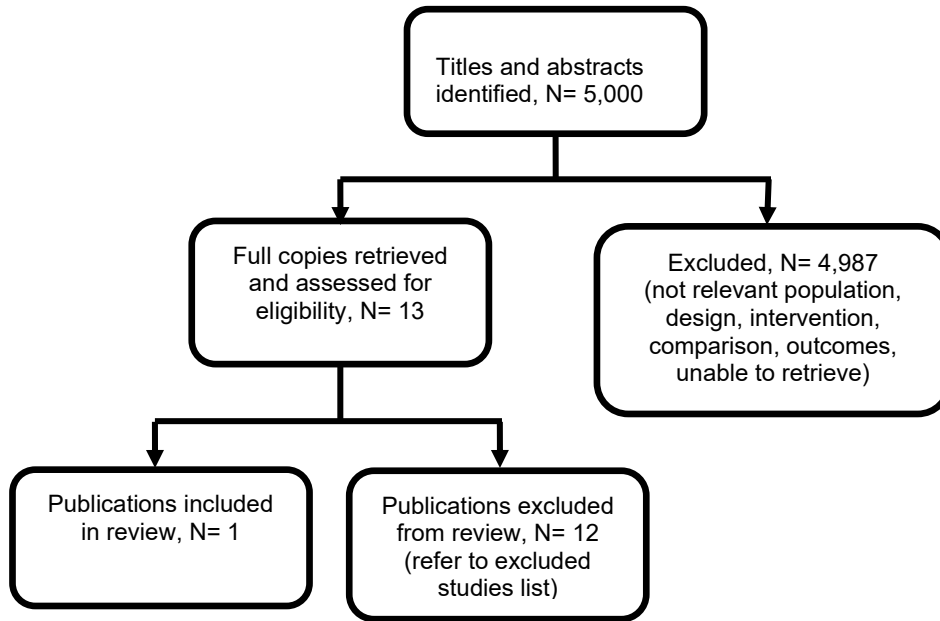 Titles and abstracts
identified, N= 5,000
Full copies retrieved
and assessed for
eligibility, N= 13
Excluded, N= 4,987
(not relevant population,
design, intervention,
comparison, outcomes,
unable to retrieve)
Publications included
in review, N= 1
Publications excluded
from review, N= 12
(refer to excluded
studies list)